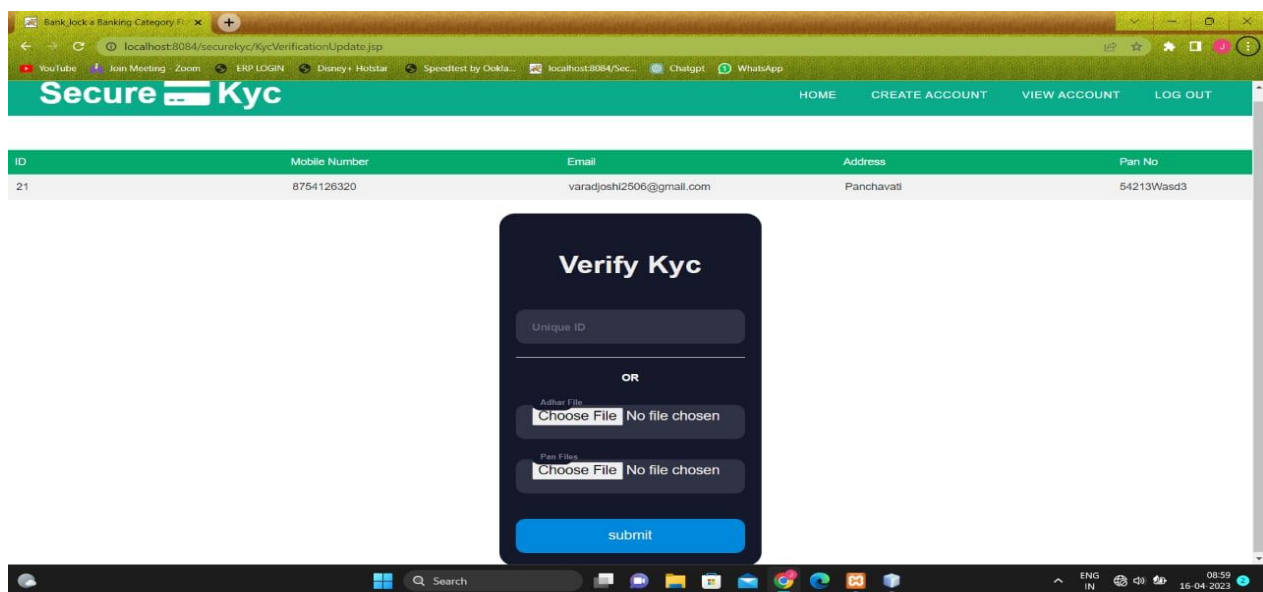 Bank_lock a Banking Category Fl
localhost:8084/securekyc/KycVerificationUpdate.jsp
YouTube Join Meeting - Zoom ERP LOGIN Disney+ Hotstar Speedtest by Ookla... localhost:8084/Sec... Chatgpt WhatsApp
Secure Kyc HOME CREATE ACCOUNT VIEW ACCOUNT LOG OUT
ID Mobile Number Email Address Pan No
21 8754126320 varadjoshi2506@gmail.com Panchavati 54213Wasd3
Verify Kyc
Unique ID
OR
Adhar File
Choose File No file chosen
Pan Files
Choose File No file chosen
submit
Search
ENG 08:59
IN 16-04-2023 2